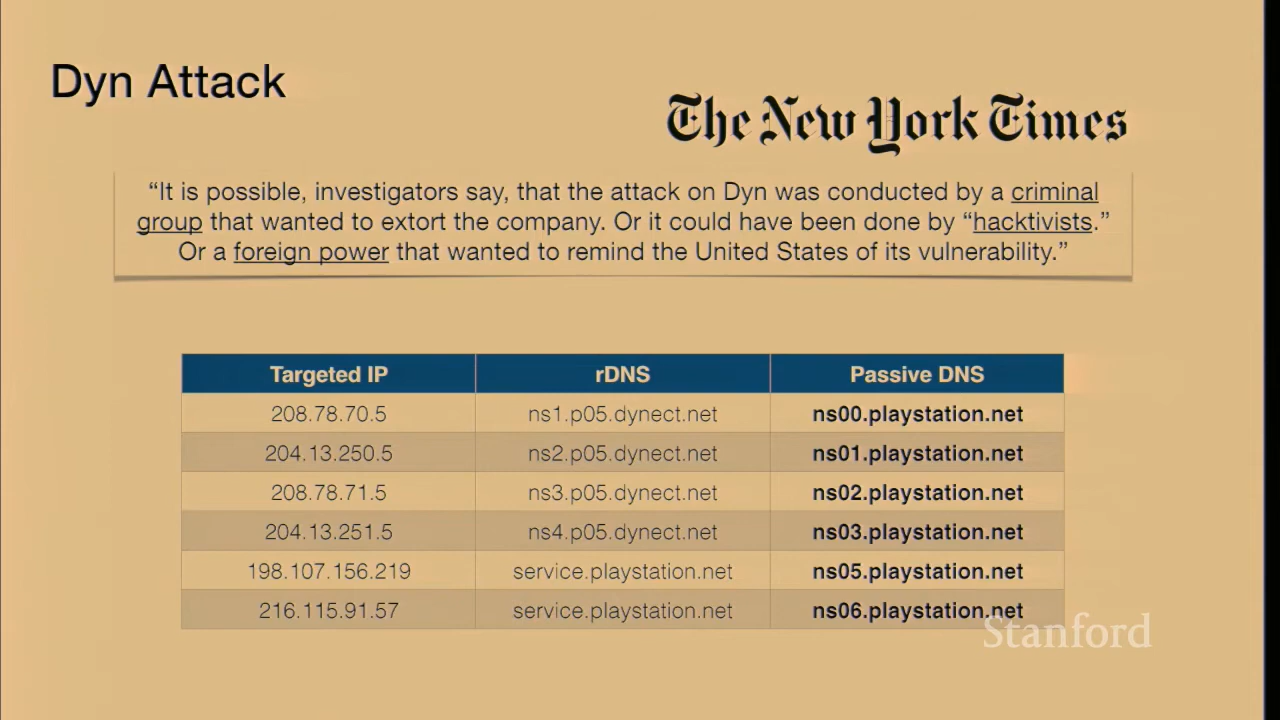 Dyn Attack
The New York Times
“It is possible, investigators say, that the attack on Dyn was conducted by a criminal
group that wanted to extort the company. Or it could have been done by “hacktivists.”
Or a foreign power that wanted to remind the United States of its vulnerability.”
Targeted IP rDNS Passive DNS
208.78.70.5 ns1.p05.dynect.net ns00.playstation.net
204.13.250.5 ns2.p05.dynect.net ns01.playstation.net
208.78.71.5 ns3.p05.dynect.net ns02.playstation.net
204.13.251.5 ns4.p05.dynect.net ns03.playstation.net
198.107.156.219 service.playstation.net ns05.playstation.net
216.115.91.57 service.playstation.net ns06.playstation.net
Stanford